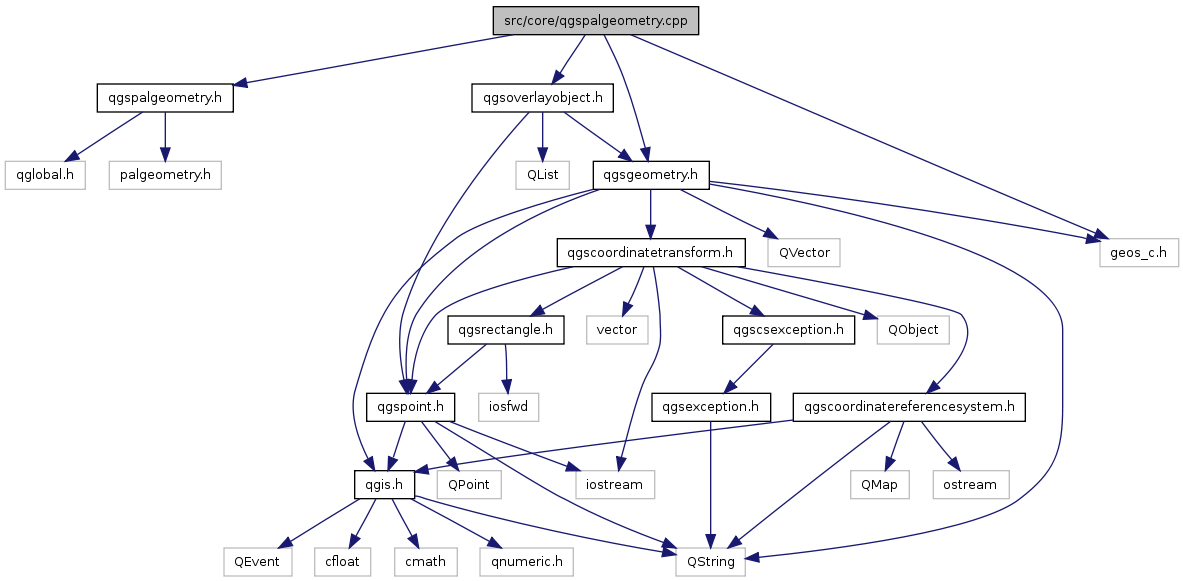 src/core/qgspalgeometry.cpp
qgspalgeometry.h
qgsoverlayobject.h
qglobal.h
palgeometry.h
QList
qgsgeometry.h
qgscoordinatetransform.h
QVector
geos_c.h
qgsrectangle.h
vector
qgscsexception.h
QObject
qgspoint.h
iosfwd
qgsexception.h
qgscoordinatereferencesystem.h
qgis.h
QPoint
iostream
QMap
ostream
QEvent
cfloat
cmath
qnumeric.h
QString